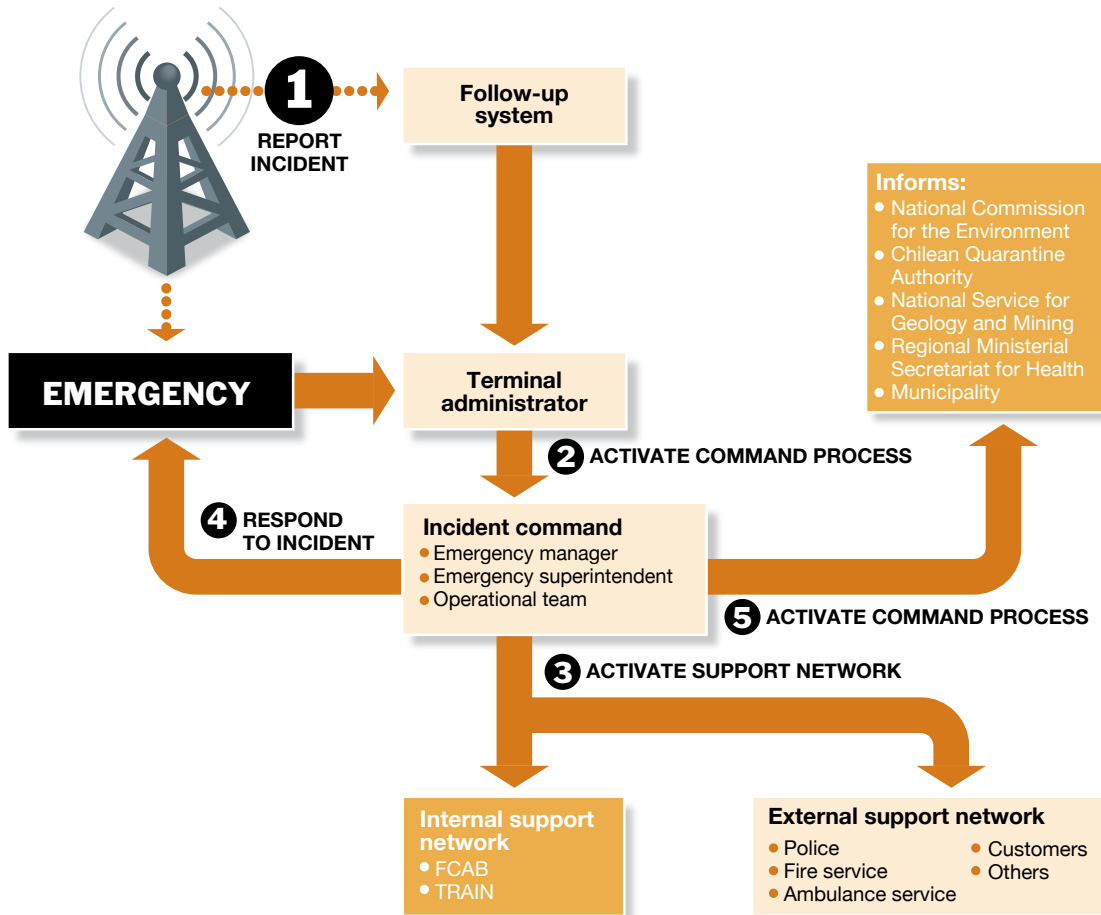 1
REPORT
INCIDENT
Follow-up
system
Informs:
• National Commission
for the Environment
• Chilean Quarantine
Authority
• National Service for
Geology and Mining
• Regional Ministerial
Secretariat for Health
• Municipality
EMERGENCY
Terminal
administrator
2 ACTIVATE COMMAND PROCESS
4 RESPOND
TO INCIDENT
Incident command
• Emergency manager
• Emergency superintendent
• Operational team
5 ACTIVATE COMMAND PROCESS
3 ACTIVATE SUPPORT NETWORK
Internal support
network
• FCAB
• TRAIN
External support network
• Police
• Fire service
• Ambulance service
• Customers
• Others